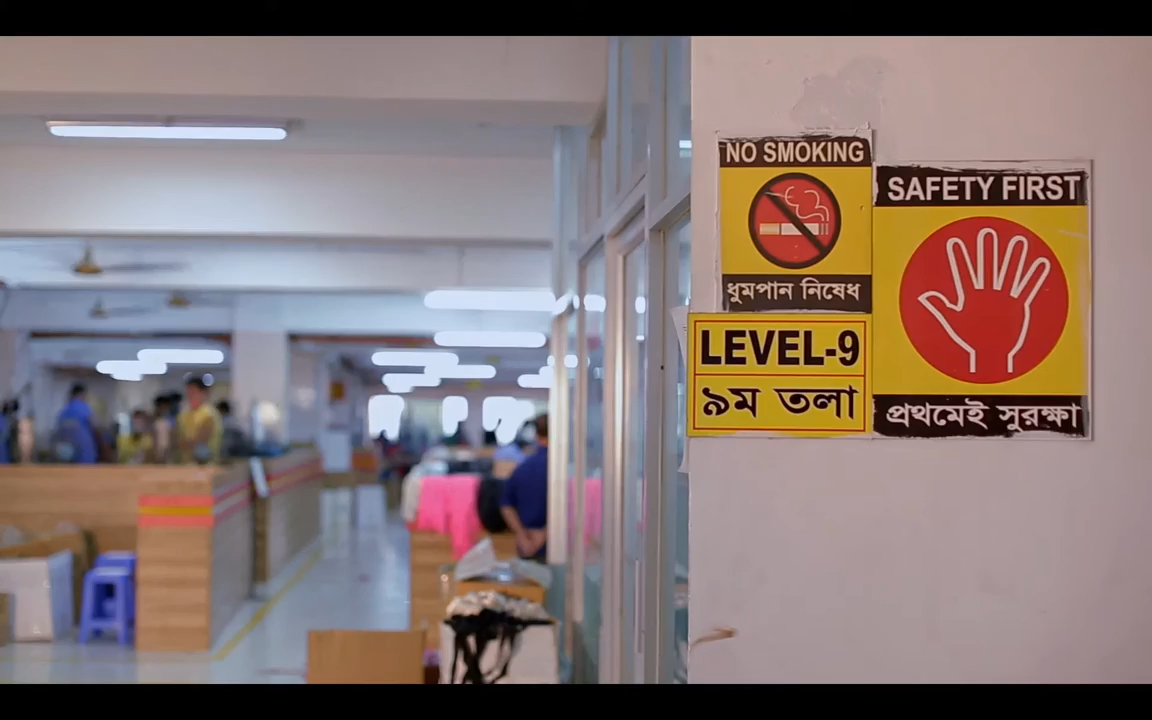 NO SMOKING
ধুমপান নিষেধ
LEVEL-9
৯ম তলা
SAFETY FIRST
প্রথমেই সুরক্ষা